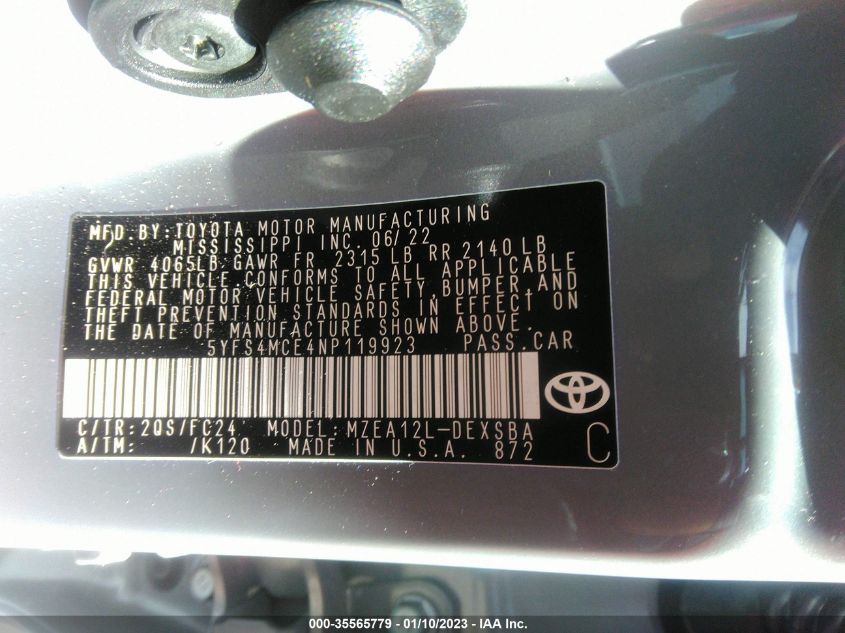 MFD. BY: TOYOTA MOTOR MANUFACTURING
MISSISSIPPI INC. 06/22
GVWR 4065LB GAWR FR 2315 LB RR 2140 LB
THIS VEHICLE CONFORMS TO ALL APPLICABLE
FEDERAL MOTOR VEHICLE SAFETY, BUMPER, AND
THEFT PREVENTION STANDARDS IN EFFECT ON
THE DATE OF MANUFACTURE SHOWN ABOVE.
5YFS4MCE4NP119923 PASS. CAR
C/TR: 2QS/FC24 MODEL: MZEA12L-DEXSBA
A/TM: /K120 MADE IN U.S.A. 872 C
000-35565779 — 01/10/2023 — IAA Inc.